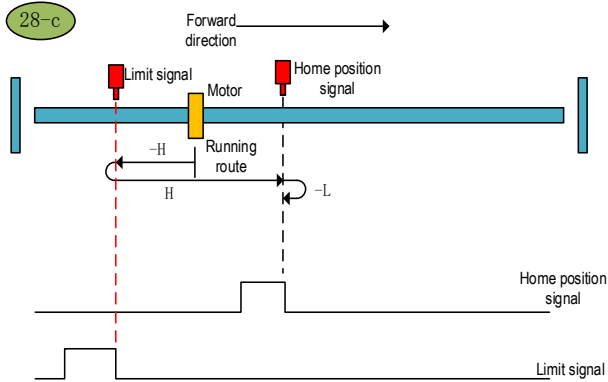 28-c
Forward
direction
Limit signal
Home position
signal
Motor
-H
Running
route
H
-L
Home position
signal
Limit signal